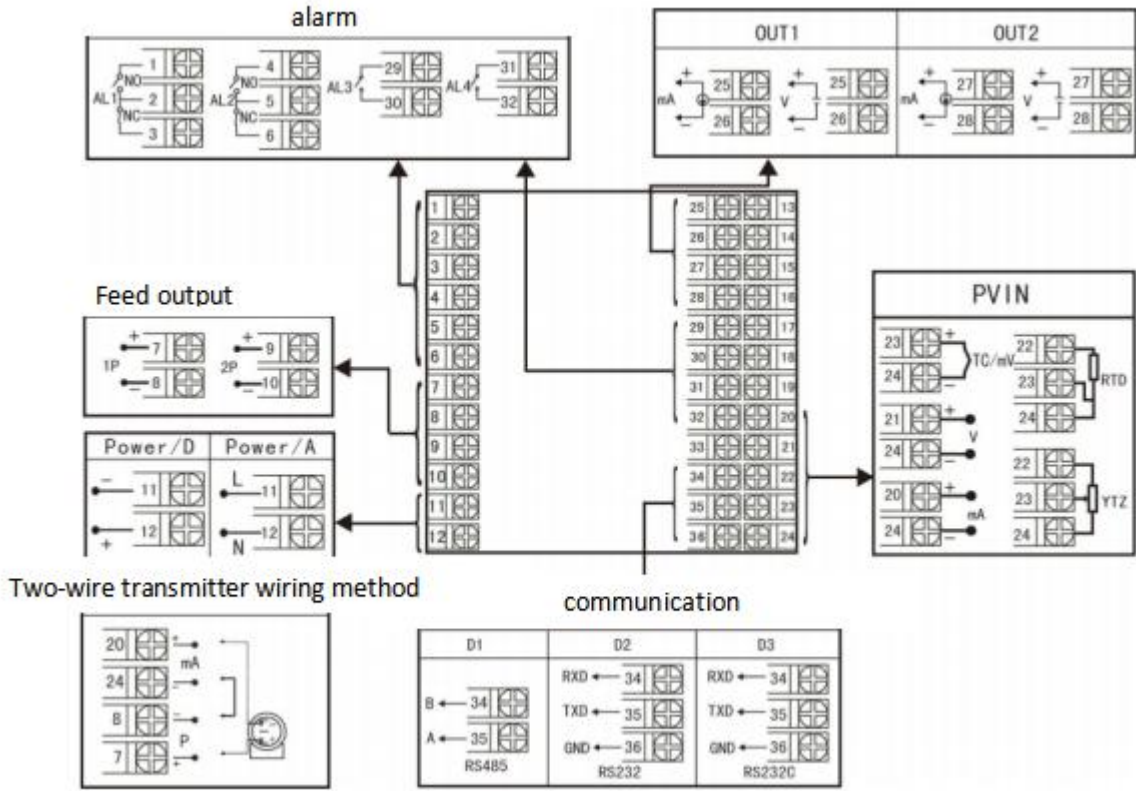 alarm
1
NO
AL1
2
NC
3
4
NO
AL2
5
NC
6
29
AL3
30
31
AL4
32
OUT1
OUT2
+
25
mA
−
26
+
25
V
−
26
+
27
mA
−
28
+
27
V
−
28
1
2
3
4
5
6
7
8
9
10
11
12
25 13
26 14
27 15
28 16
29 17
30 18
31 19
32 20
33 21
34 22
35 23
36 24
Feed output
+
7
1P
−
8
+
9
2P
−
10
Power/D
−
11
12
+
Power/A
L
11
12
N
PVIN
23 +
TC/mV
24 −
21 +
V
24 −
20 +
mA
24 −
22
RTD
23
24
22
23 YTZ
24
Two-wire transmitter wiring method
20 +
mA
24 −
8 −
P
7 +
communication
D1
B 34
A 35
RS485
D2
RXD 34
TXD 35
GND 36
RS232
D3
RXD 34
TXD 35
GND 36
RS232C